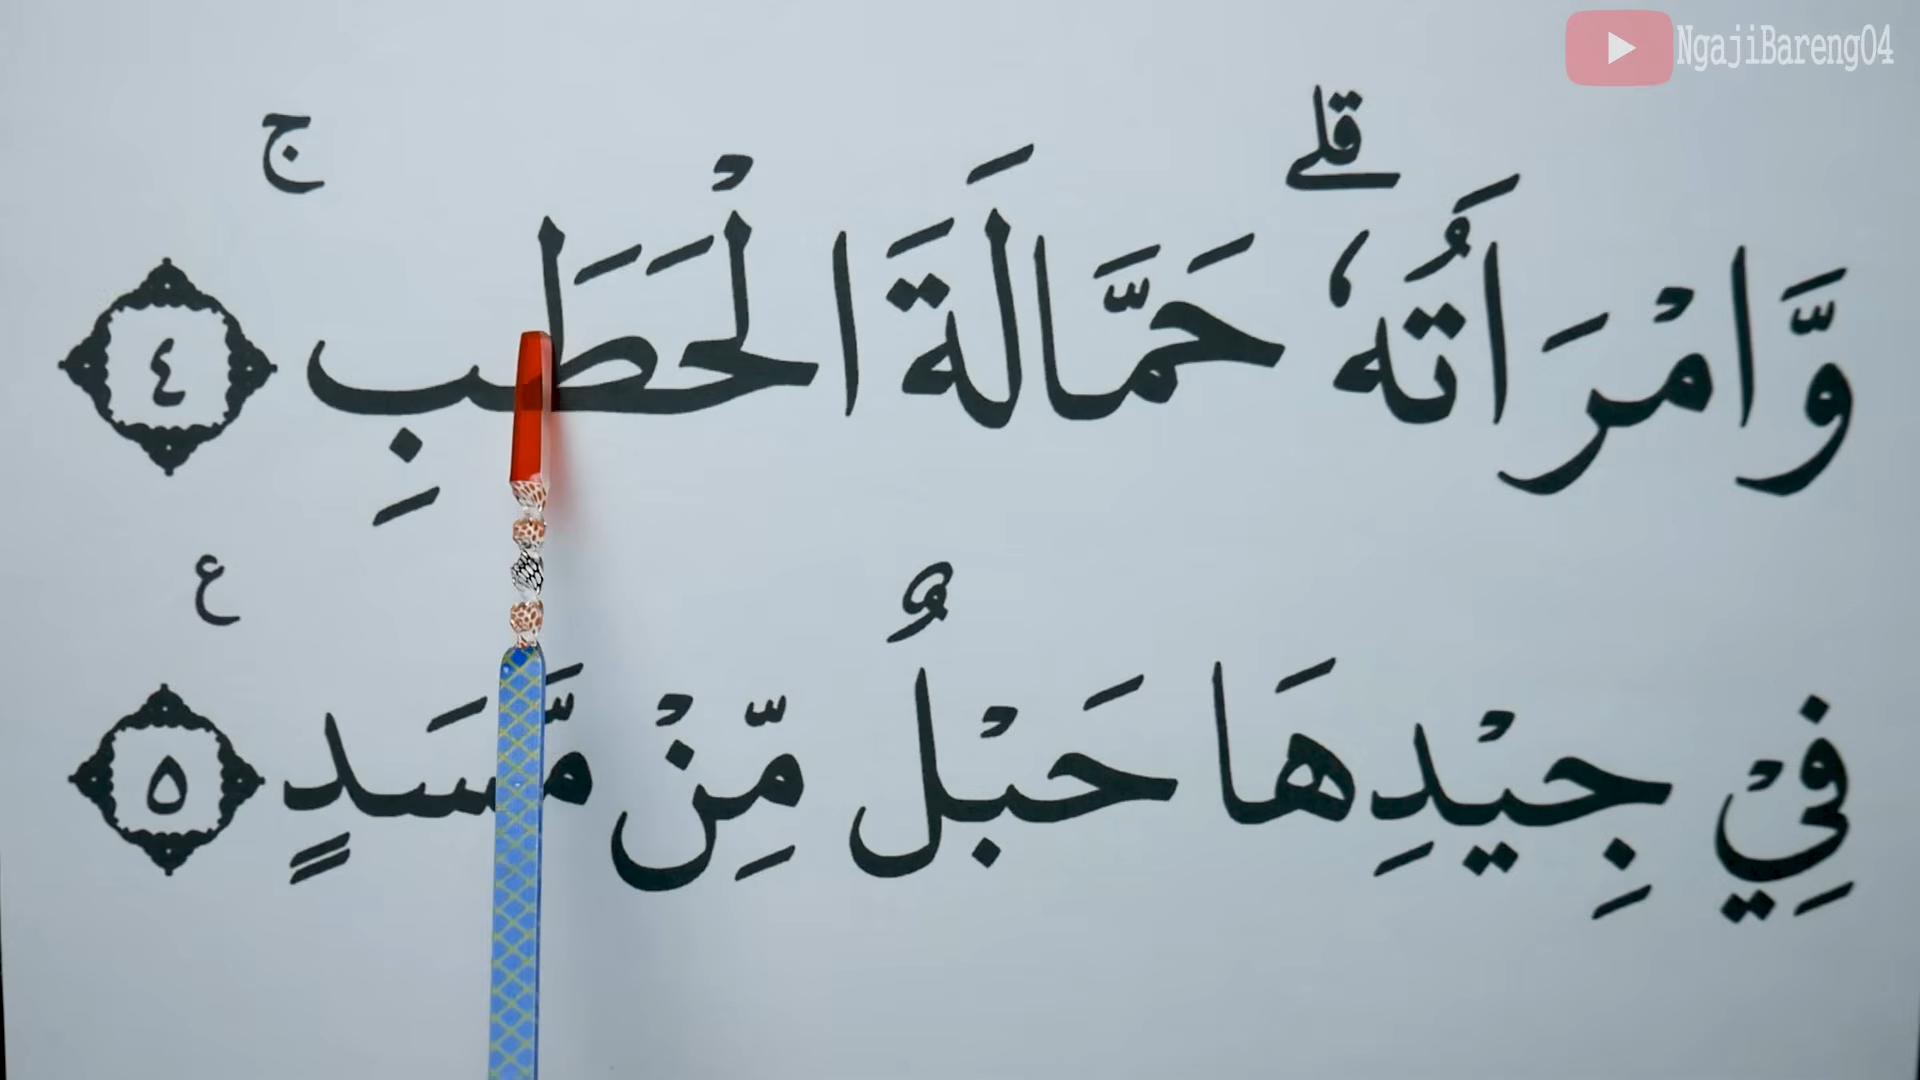 NgajiBareng04
وَّامْرَاَتُهٗ ۗ حَمَّالَةَ الْحَطَبِ ۚ ٤
فِيْ جِيْدِهَا حَبْلٌ مِّنْ مَّسَدٍ ࣖ ٥